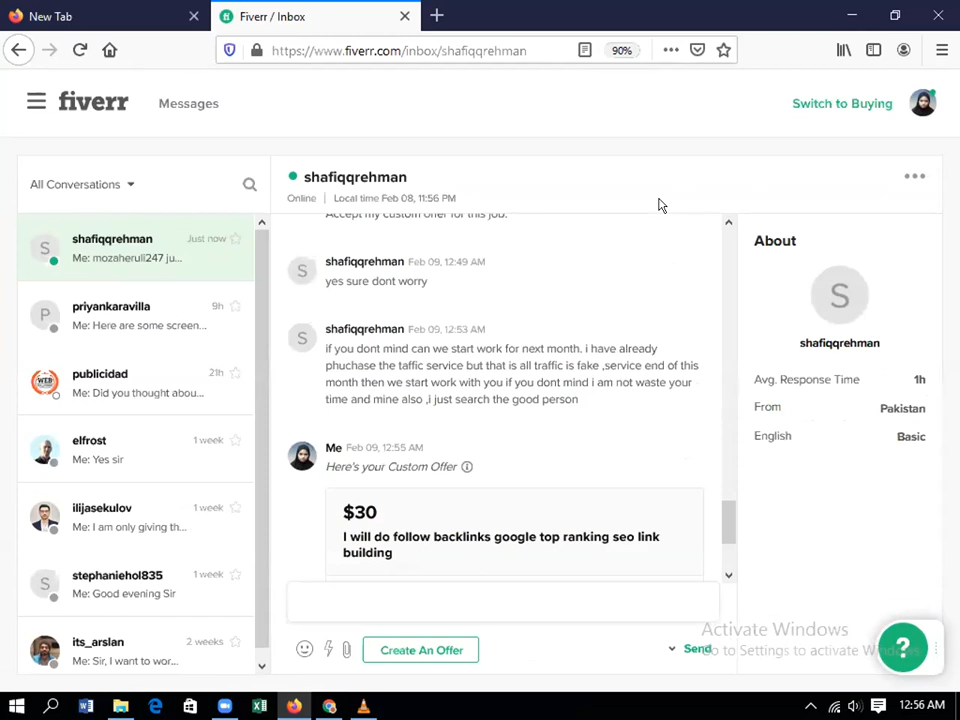 New Tab
Fiverr / Inbox
https://www.fiverr.com/inbox/shafiqqrehman
90%
fiverr
Messages
Switch to Buying
All Conversations
shafiqqrehman
Online | Local time Feb 08, 11:56 PM
shafiqqrehman
Just now
Me: mozaherull247 ju...
priyankaravilla
9h
Me: Here are some screen...
publicidad
21h
Me: Did you thought abou...
elfrost
1 week
Me: Yes sir
ilijasekulov
1 week
Me: I am only giving th...
stephaniehol835
1 week
Me: Good evening Sir
its_arslan
2 weeks
Me: Sir, I want to wor...
Accept my custom offer for this job.
S
shafiqqrehman Feb 09, 12:49 AM
yes sure dont worry
S
shafiqqrehman Feb 09, 12:53 AM
if you dont mind can we start work for next month. i have already
phuchase the taffic service but that is all traffic is fake ,service end of this
month then we start work with you if you dont mind i am not waste your
time and mine also ,i just search the good person
Me Feb 09, 12:55 AM
Here's your Custom Offer
$30
I will do follow backlinks google top ranking seo link
building
Create An Offer
Send
About
S
shafiqqrehman
Avg. Response Time 1h
From Pakistan
English Basic
Activate Windows
Go to Settings to activate Windows.
?
12:56 AM